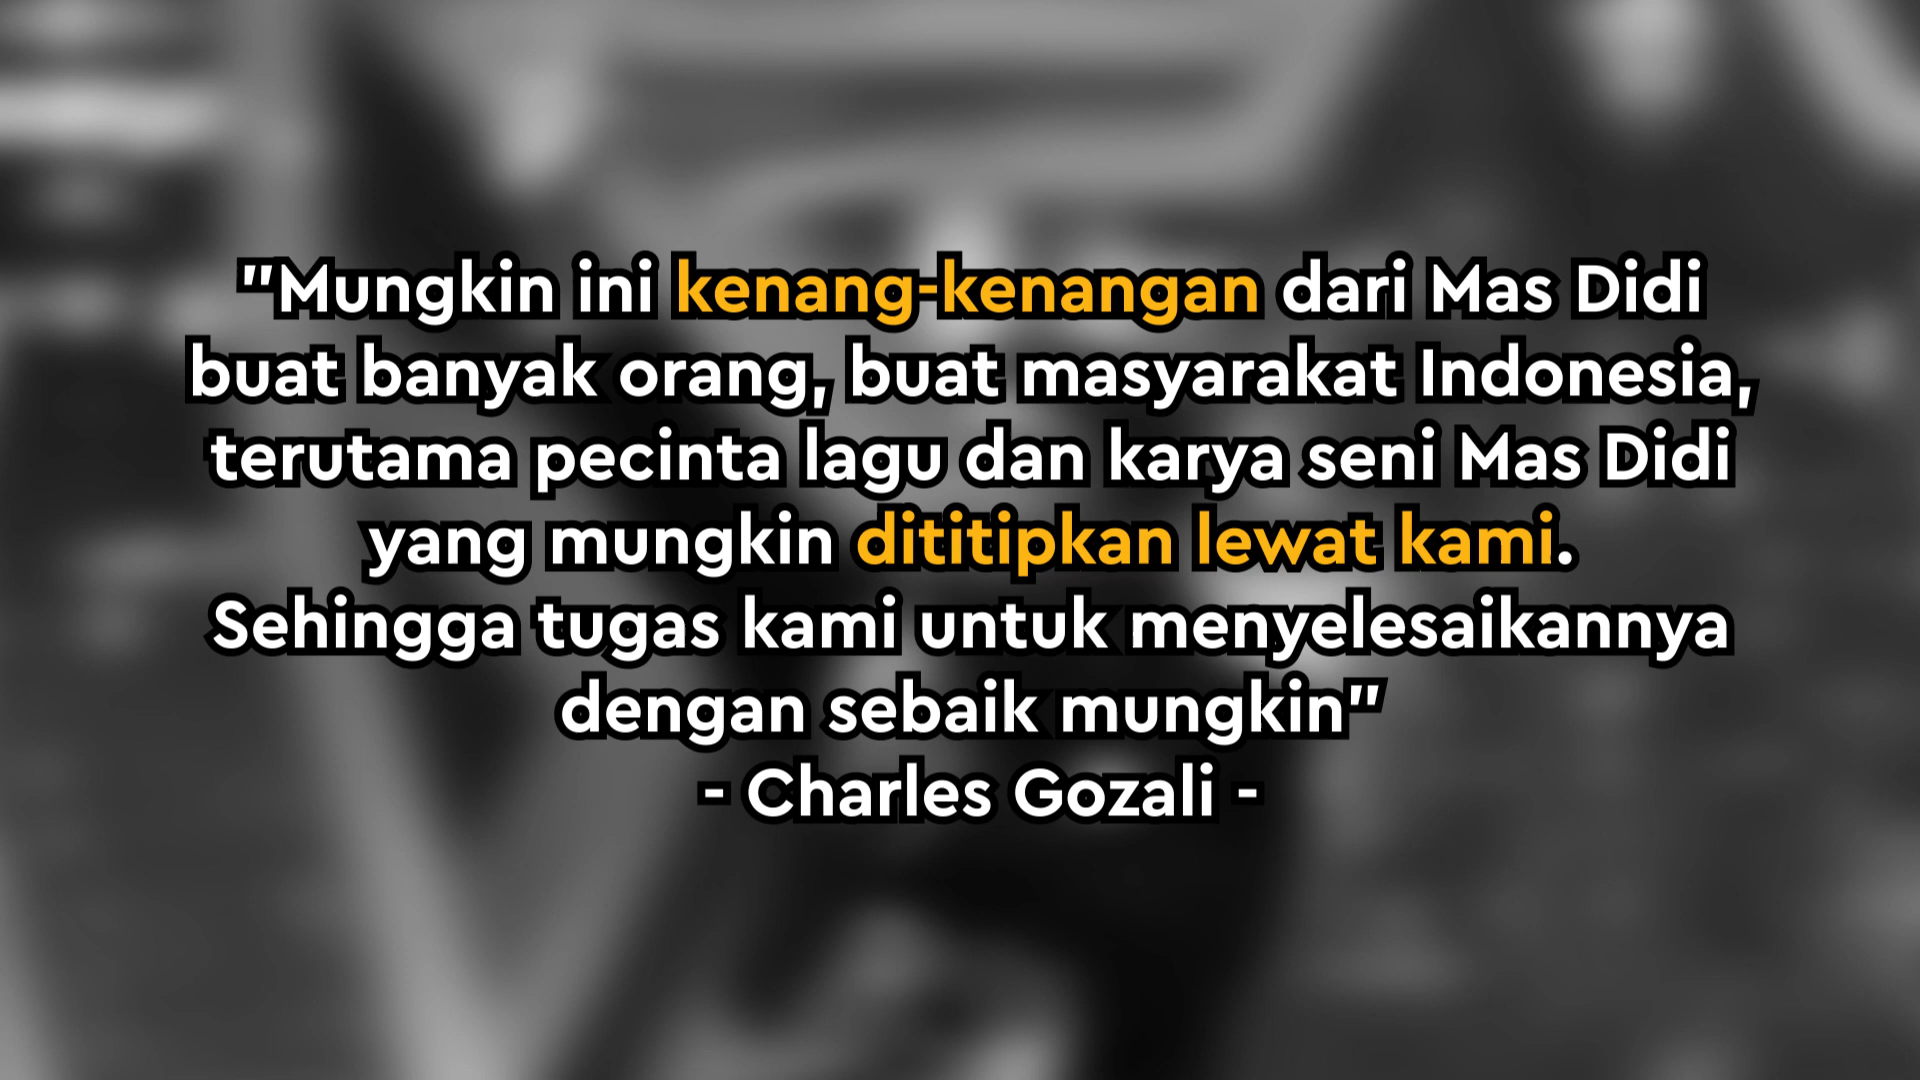 "Mungkin ini kenang-kenangan dari Mas Didi
buat banyak orang, buat masyarakat Indonesia,
terutama pecinta lagu dan karya seni Mas Didi
yang mungkin dititipkan lewat kami.
Sehingga tugas kami untuk menyelesaikannya
dengan sebaik mungkin"
- Charles Gozali -